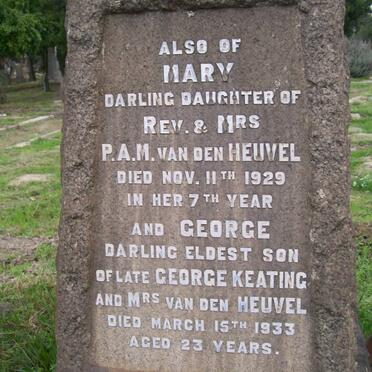 ALSO OF
MARY
DARLING DAUGHTER OF
REV. & MRS
P.A.M. VAN DEN HEUVEL
DIED NOV. 11TH 1929
IN HER 7TH YEAR
AND GEORGE
DARLING ELDEST SON
OF LATE GEORGE KEATING
AND MRS VAN DEN HEUVEL
DIED MARCH 15TH 1933
AGED 23 YEARS.